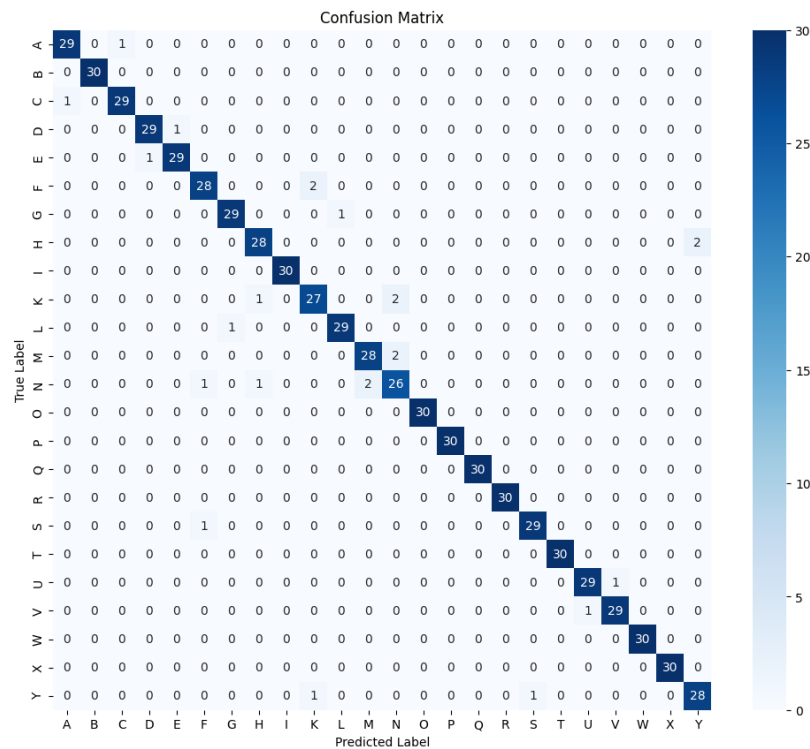 Confusion Matrix
A 29 0 1 0 0 0 0 0 0 0 0 0 0 0 0 0 0 0 0 0 0 0 0 0
B 0 30 0 0 0 0 0 0 0 0 0 0 0 0 0 0 0 0 0 0 0 0 0 0
C 1 0 29 0 0 0 0 0 0 0 0 0 0 0 0 0 0 0 0 0 0 0 0 0
D 0 0 0 29 1 0 0 0 0 0 0 0 0 0 0 0 0 0 0 0 0 0 0 0
E 0 0 0 1 29 0 0 0 0 0 0 0 0 0 0 0 0 0 0 0 0 0 0 0
F 0 0 0 0 0 28 0 0 0 2 0 0 0 0 0 0 0 0 0 0 0 0 0 0
G 0 0 0 0 0 0 29 0 0 0 1 0 0 0 0 0 0 0 0 0 0 0 0 0
H 0 0 0 0 0 0 0 28 0 0 0 0 0 0 0 0 0 0 0 0 0 0 0 2
I 0 0 0 0 0 0 0 0 30 0 0 0 0 0 0 0 0 0 0 0 0 0 0 0
K 0 0 0 0 0 0 0 1 0 27 0 0 2 0 0 0 0 0 0 0 0 0 0 0
L 0 0 0 0 0 0 1 0 0 0 29 0 0 0 0 0 0 0 0 0 0 0 0 0
M 0 0 0 0 0 0 0 0 0 0 0 28 2 0 0 0 0 0 0 0 0 0 0 0
N 0 0 0 0 0 1 0 1 0 0 0 2 26 0 0 0 0 0 0 0 0 0 0 0
O 0 0 0 0 0 0 0 0 0 0 0 0 0 30 0 0 0 0 0 0 0 0 0 0
P 0 0 0 0 0 0 0 0 0 0 0 0 0 0 30 0 0 0 0 0 0 0 0 0
Q 0 0 0 0 0 0 0 0 0 0 0 0 0 0 0 30 0 0 0 0 0 0 0 0
R 0 0 0 0 0 0 0 0 0 0 0 0 0 0 0 0 30 0 0 0 0 0 0 0
S 0 0 0 0 0 1 0 0 0 0 0 0 0 0 0 0 0 29 0 0 0 0 0 0
T 0 0 0 0 0 0 0 0 0 0 0 0 0 0 0 0 0 0 30 0 0 0 0 0
U 0 0 0 0 0 0 0 0 0 0 0 0 0 0 0 0 0 0 0 29 1 0 0 0
V 0 0 0 0 0 0 0 0 0 0 0 0 0 0 0 0 0 0 0 1 29 0 0 0
W 0 0 0 0 0 0 0 0 0 0 0 0 0 0 0 0 0 0 0 0 0 30 0 0
X 0 0 0 0 0 0 0 0 0 0 0 0 0 0 0 0 0 0 0 0 0 0 30 0
Y 0 0 0 0 0 0 0 0 0 1 0 0 0 0 0 0 0 1 0 0 0 0 0 28
A B C D E F G H I K L M N O P Q R S T U V W X Y
Predicted Label
True Label
30
25
20
15
10
5
0